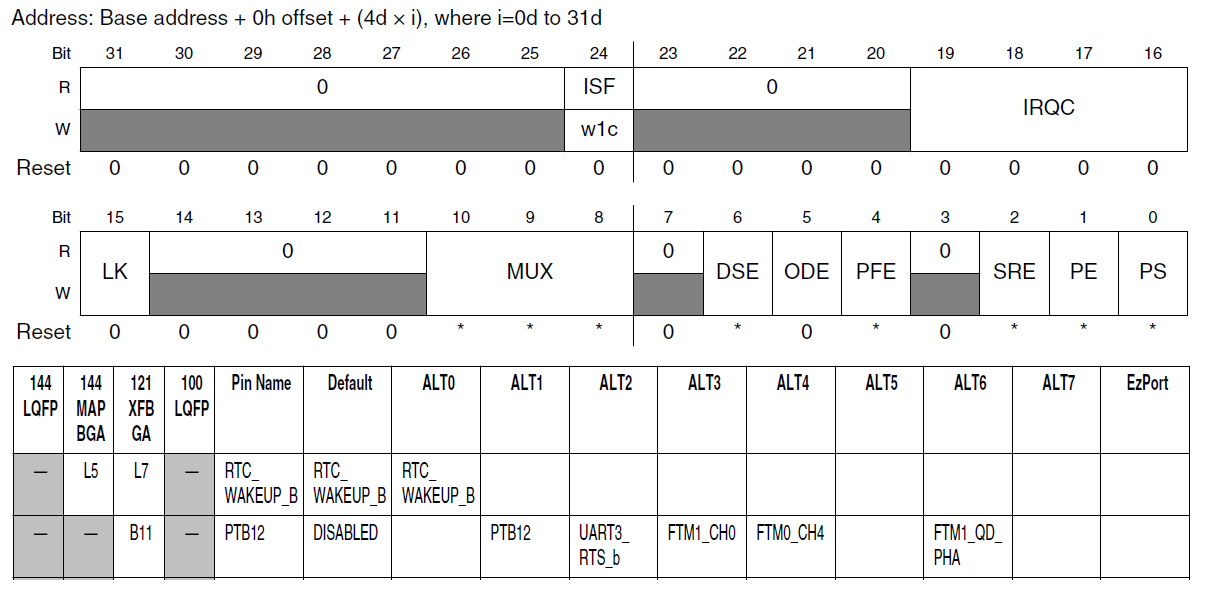 Address: Base address + 0h offset + (4d × i), where i=0d to 31d
Bit 31 30 29 28 27 26 25 24 23 22 21 20 19 18 17 16
R 0 ISF 0 IRQC
W w1c
Reset 0 0 0 0 0 0 0 0 0 0 0 0 0 0 0 0
Bit 15 14 13 12 11 10 9 8 7 6 5 4 3 2 1 0
R LK 0 MUX 0 DSE ODE PFE 0 SRE PE PS
W
Reset 0 0 0 0 0 * * * 0 * 0 * 0 * * *
144 144 121 100 Pin Name Default ALT0 ALT1 ALT2 ALT3 ALT4 ALT5 ALT6 ALT7 EzPort
LQFP MAP XFB LQFP
BGA GA
— L5 L7 — RTC_ RTC_ RTC_
WAKEUP_B WAKEUP_B WAKEUP_B
— — B11 — PTB12 DISABLED PTB12 UART3_ FTM1_CH0 FTM0_CH4 FTM1_QD_
RTS_b PHA